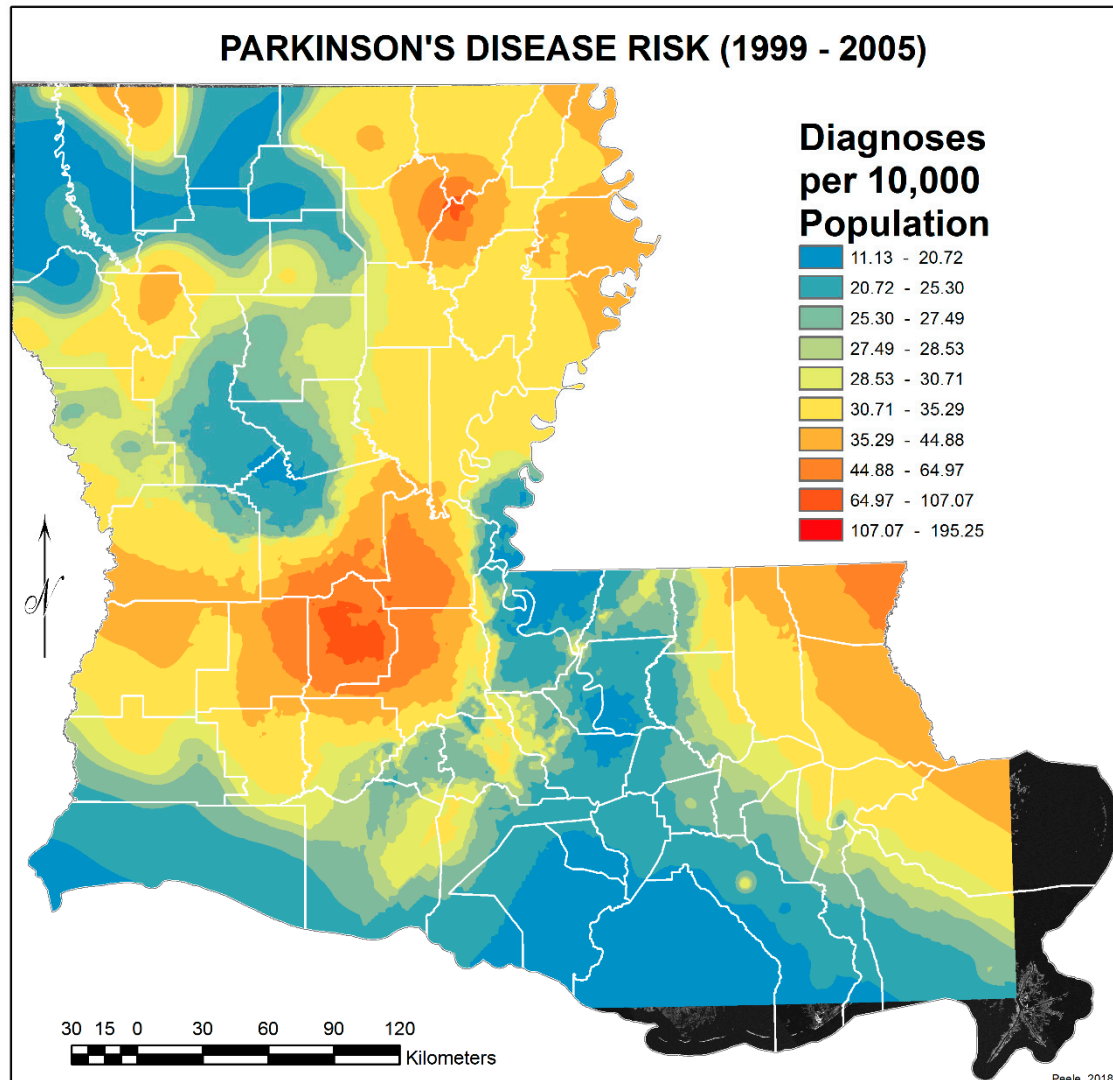 PARKINSON'S DISEASE RISK (1999 - 2005)
Diagnoses
per 10,000
Population
11.13 - 20.72
20.72 - 25.30
25.30 - 27.49
27.49 - 28.53
28.53 - 30.71
30.71 - 35.29
35.29 - 44.88
44.88 - 64.97
64.97 - 107.07
107.07 - 195.25
N
30 15 0 30 60 90 120
Kilometers
Peele, 2018